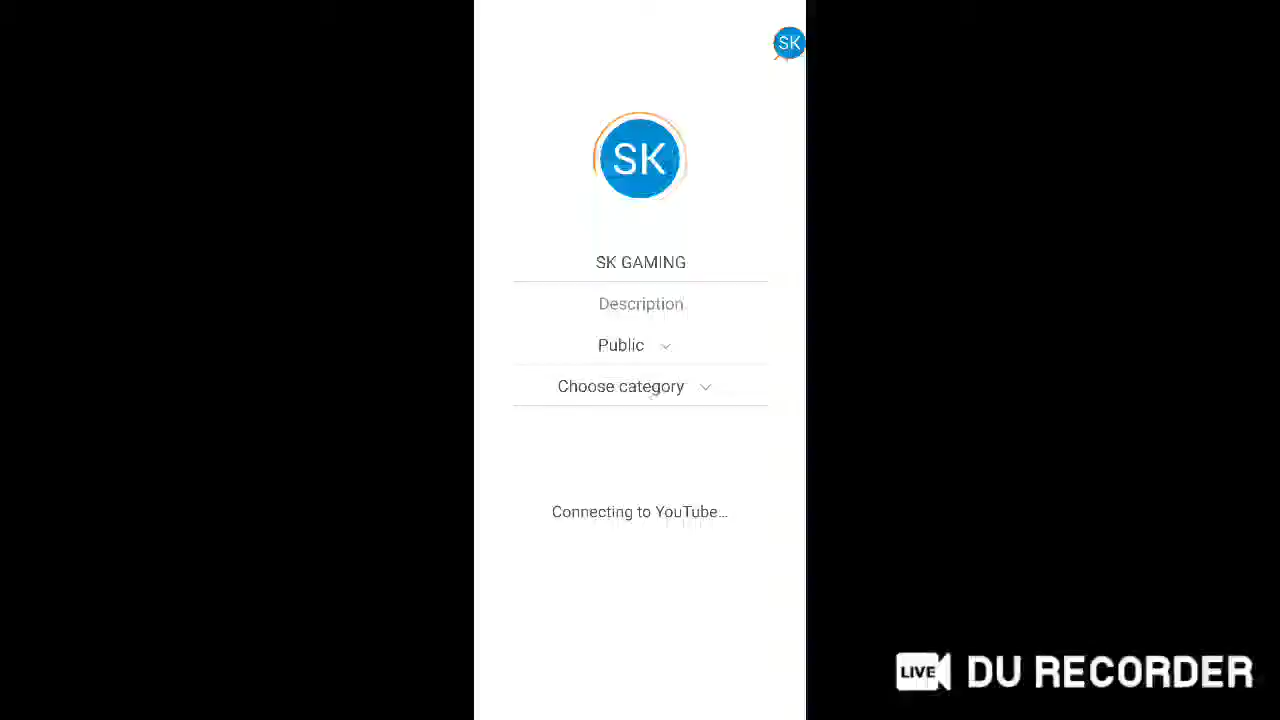 SK
SK
SK GAMING
Description
Public
Choose category
Connecting to YouTube...
LIVE DU RECORDER